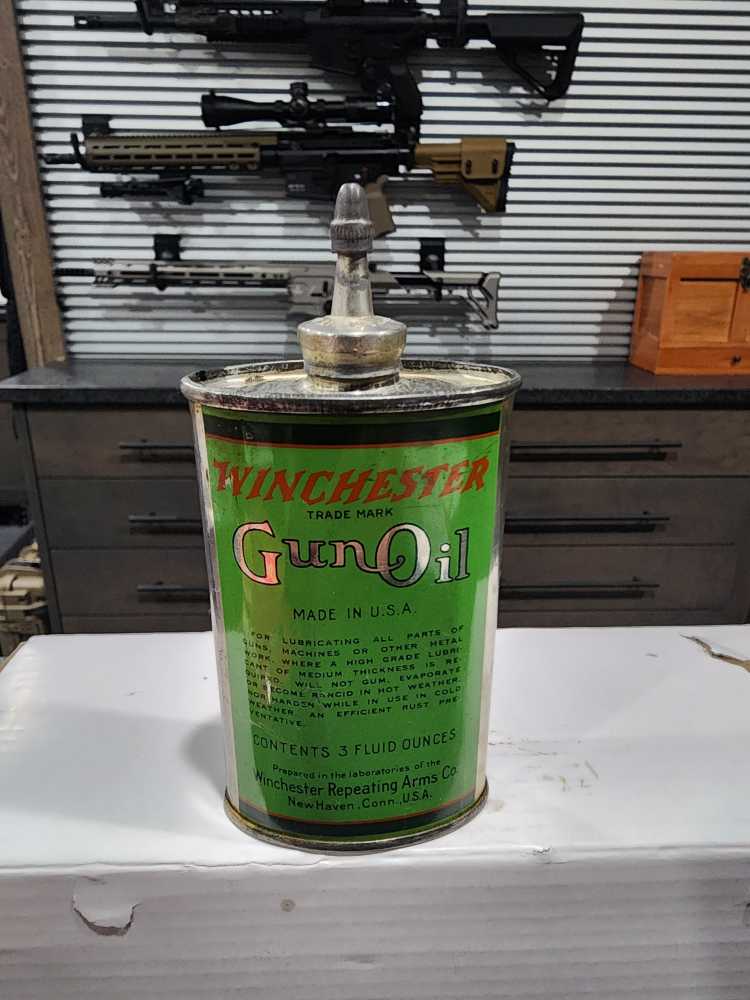 WINCHESTER
TRADE MARK
Gun Oil
MADE IN U.S.A.
FOR LUBRICATING ALL PARTS OF
GUNS, MACHINES OR OTHER METAL
WORK, WHERE A HIGH GRADE LUBRI-
CANT OF MEDIUM THICKNESS IS RE-
QUIRED. WILL NOT GUM, EVAPORATE
OR BECOME RANCID IN HOT WEATHER,
NOR HARDEN WHILE IN USE IN COLD
WEATHER. AN EFFICIENT RUST PRE-
VENTATIVE.
CONTENTS 3 FLUID OUNCES
Prepared in the laboratories of the
Winchester Repeating Arms Co.
New Haven, Conn., U.S.A.